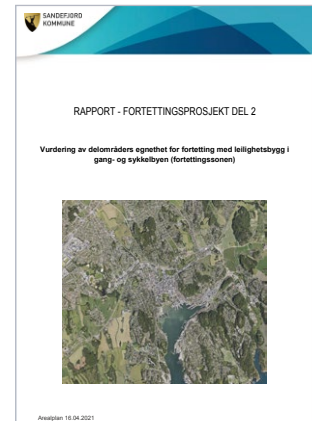 SANDEFJORD
KOMMUNE
RAPPORT - FORTETTINGSPROSJEKT DEL 2
Vurdering av delområders egnethet for fortetting med leilighetsbygg i
gang- og sykkelbyen (fortettingssonen)
Arealplan 16.04.2021